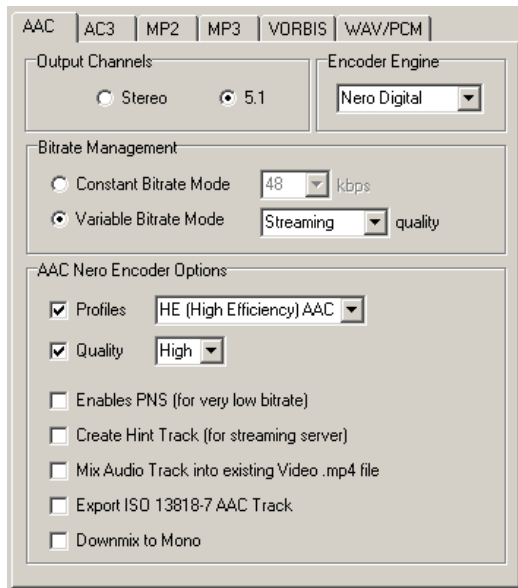 AAC AC3 MP2 MP3 VORBIS WAV/PCM
Output Channels
Stereo 5.1
Encoder Engine
Nero Digital
Bitrate Management
Constant Bitrate Mode 48 kbps
Variable Bitrate Mode Streaming quality
AAC Nero Encoder Options
Profiles HE (High Efficiency) AAC
Quality High
Enables PNS (for very low bitrate)
Create Hint Track (for streaming server)
Mix Audio Track into existing Video .mp4 file
Export ISO 13818-7 AAC Track
Downmix to Mono